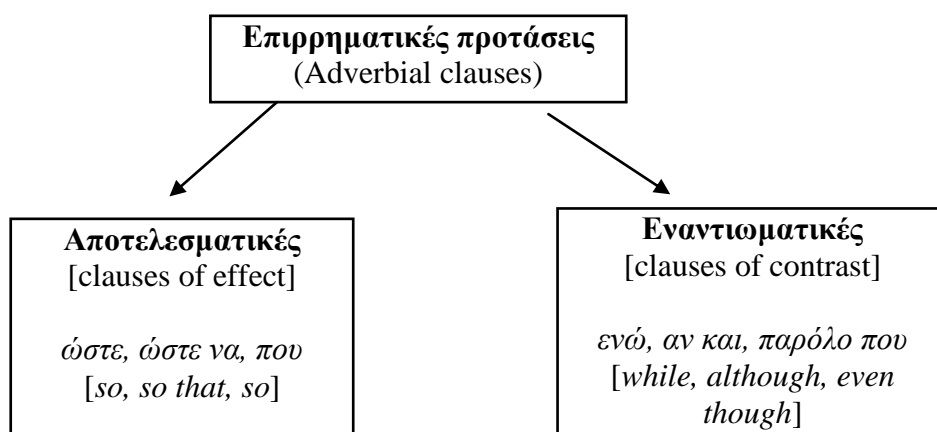 Επιρρηματικές προτάσεις
(Adverbial clauses)
Αποτελεσματικές
[clauses of effect]
ώστε, ώστε να, που
[so, so that, so]
Εναντιωματικές
[clauses of contrast]
ενώ, αν και, παρόλο που
[while, although, even
though]